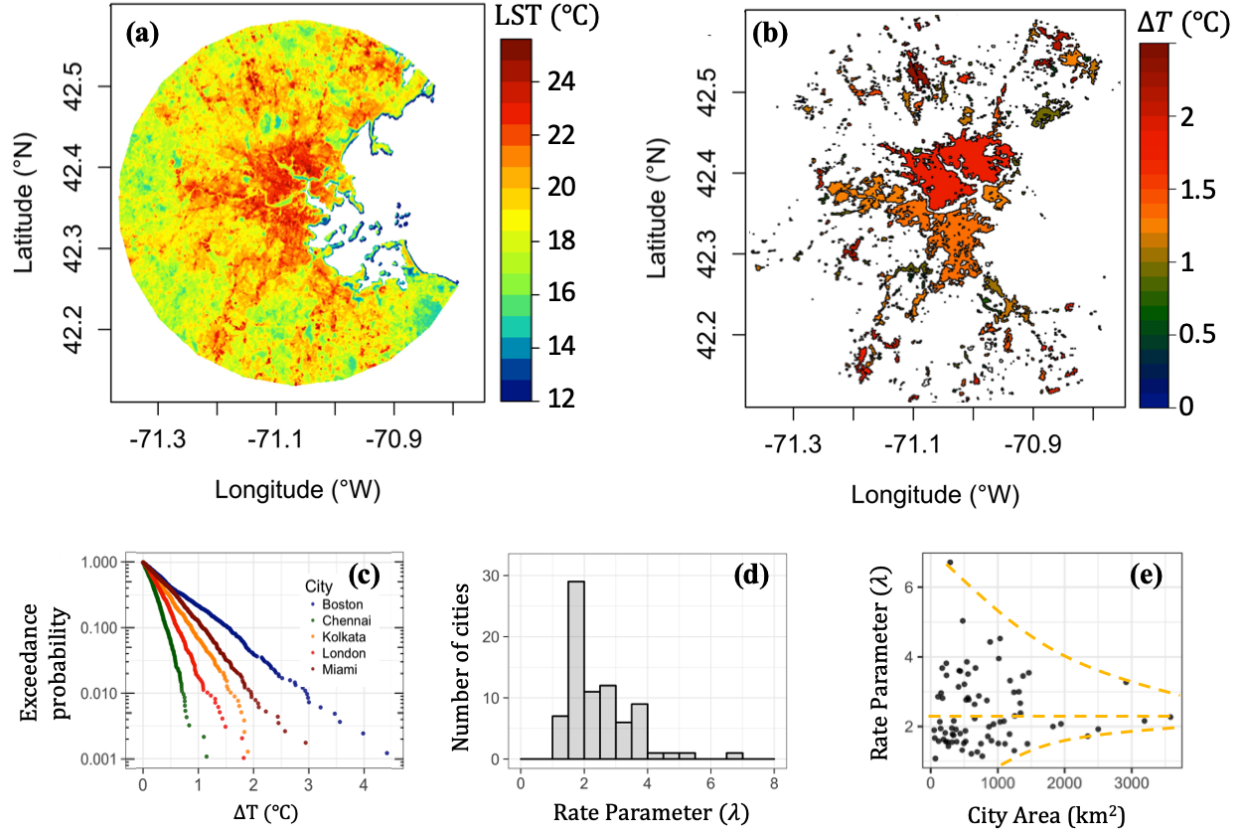 (a)
LST (°C)
24
22
20
18
16
14
12
Latitude (°N)
42.5
42.4
42.3
42.2
-71.3
-71.1
-70.9
Longitude (°W)
(b)
ΔT (°C)
2
1.5
1
0.5
0
Latitude (°N)
42.5
42.4
42.3
42.2
-71.3
-71.1
-70.9
Longitude (°W)
(c)
Exceedance
probability
1.000
0.100
0.010
0.001
City
Boston
Chennai
Kolkata
London
Miami
0
1
2
3
4
ΔT (°C)
(d)
Number of cities
30
20
10
0
0
2
4
6
8
Rate Parameter (λ)
(e)
Rate Parameter (λ)
6
4
2
0
1000
2000
3000
City Area (km²)